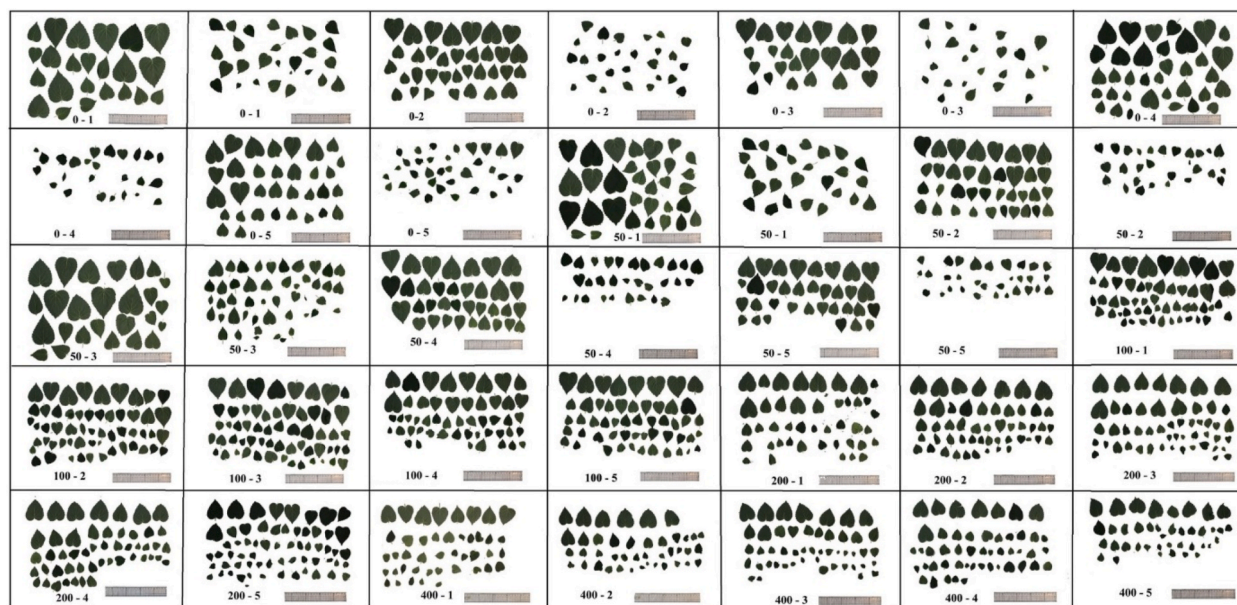 0 - 1
0 - 1
0-2
0 - 2
0 - 3
0 - 3
0 - 4
0 - 4
0 - 5
0 - 5
50 - 1
50 - 1
50 - 2
50 - 2
50 - 3
50 - 3
50 - 4
50 - 4
50 - 5
50 - 5
100 - 1
100 - 2
100 - 3
100 - 4
100 - 5
200 - 1
200 - 2
200 - 3
200 - 4
200 - 5
400 - 1
400 - 2
400 - 3
400 - 4
400 - 5